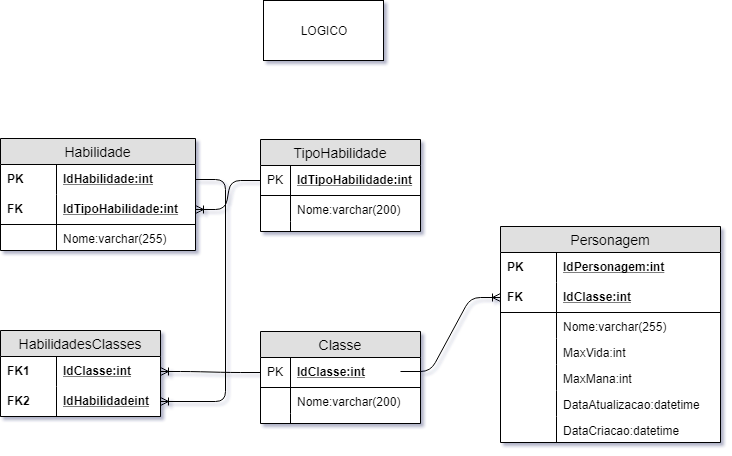 LOGICO
Habilidade
PK IdHabilidade:int
FK IdTipoHabilidade:int
Nome:varchar(255)
TipoHabilidade
PK IdTipoHabilidade:int
Nome:varchar(200)
Personagem
PK IdPersonagem:int
FK IdClasse:int
Nome:varchar(255)
MaxVida:int
MaxMana:int
DataAtualizacao:datetime
DataCriacao:datetime
HabilidadesClasses
FK1 IdClasse:int
FK2 IdHabilidadeint
Classe
PK IdClasse:int
Nome:varchar(200)